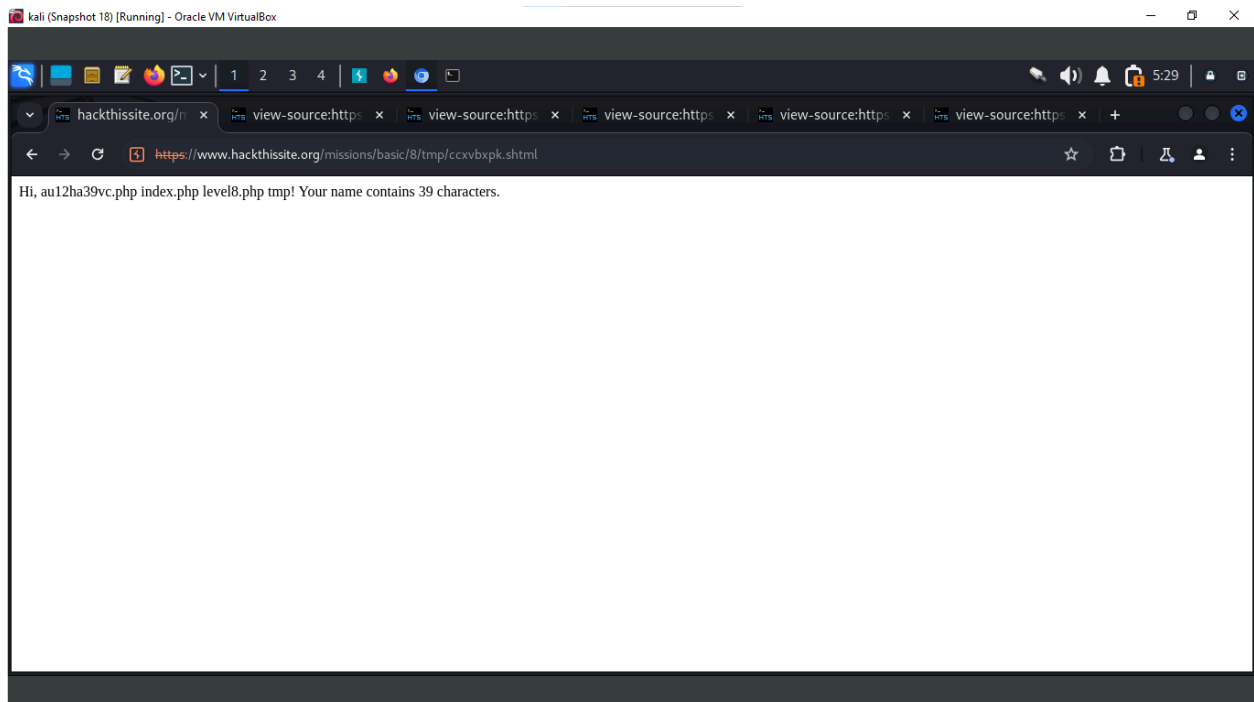 kali (Snapshot 18) [Running] - Oracle VM VirtualBox
1 2 3 4
5:29
hackthissite.org/m
view-source:https
view-source:https
view-source:https
view-source:https
view-source:https
https://www.hackthissite.org/missions/basic/8/tmp/ccxvbxpk.shtml
Hi, au12ha39vc.php index.php level8.php tmp! Your name contains 39 characters.